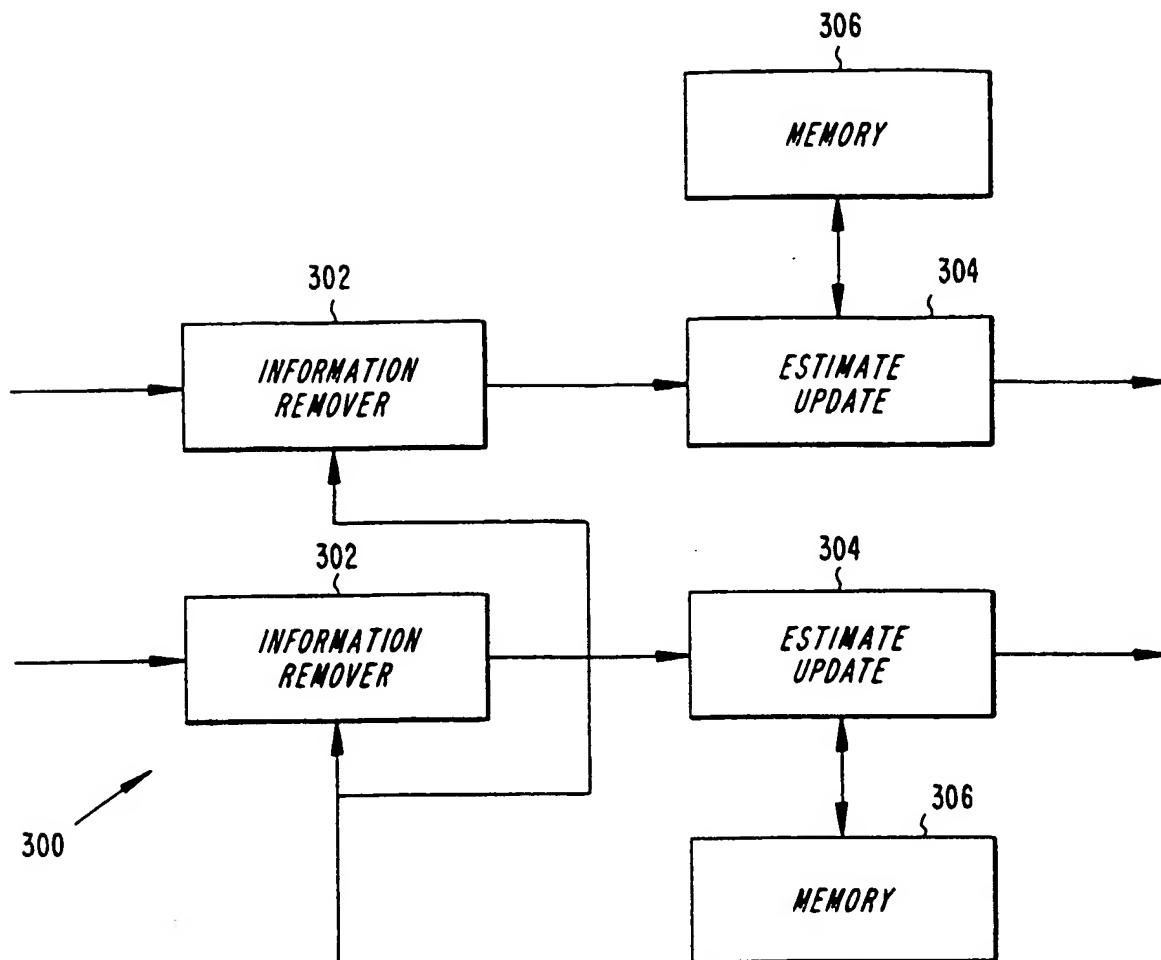 306
MEMORY
302
304
INFORMATION
REMOVER
ESTIMATE
UPDATE
302
304
INFORMATION
REMOVER
ESTIMATE
UPDATE
300
306
MEMORY